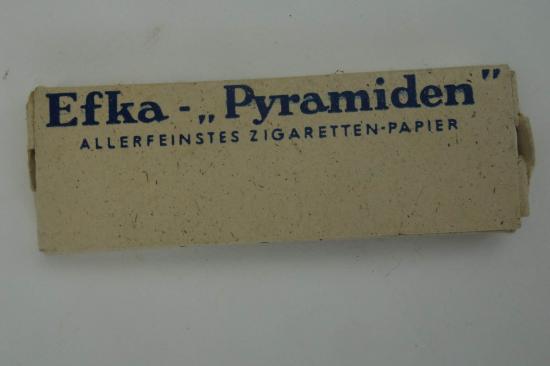 Efka - „Pyramiden”
ALLERFEINSTES ZIGARETTEN-PAPIER